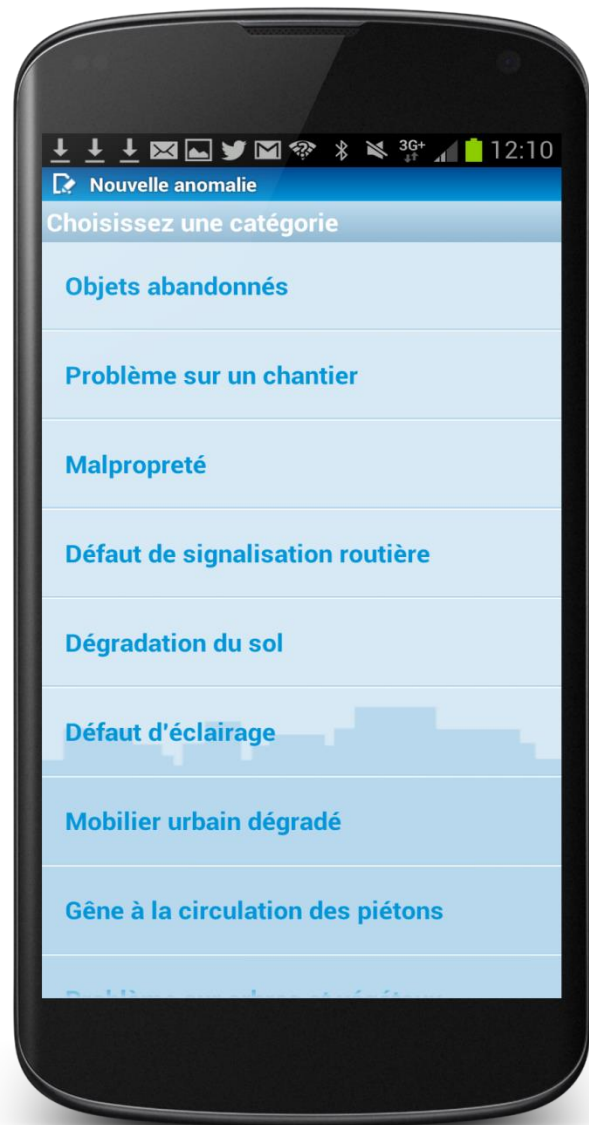 3G+ 12:10
Nouvelle anomalie
Choisissez une catégorie
Objets abandonnés
Problème sur un chantier
Malpropreté
Défaut de signalisation routière
Dégradation du sol
Défaut d'éclairage
Mobilier urbain dégradé
Gêne à la circulation des piétons